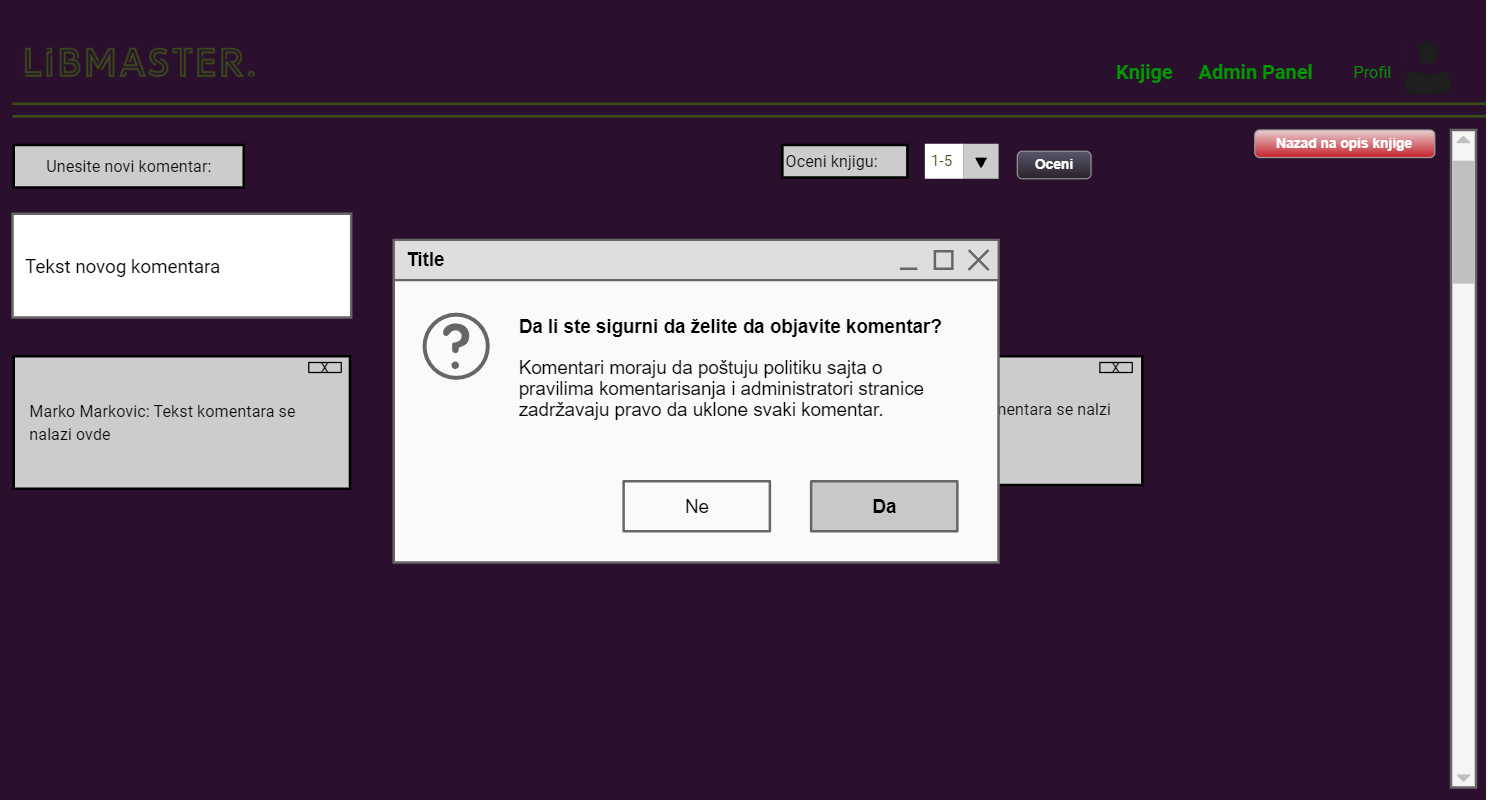 LiBMASTER.
Knjige Admin Panel Profil
Unesite novi komentar:
Oceni knjigu:
1-5
Oceni
Nazad na opis knjige
Tekst novog komentara
Title
Da li ste sigurni da želite da objavite komentar?
Komentari moraju da poštuju politiku sajta o
pravilima komentarisanja i administratori stranice
zadržavaju pravo da uklone svaki komentar.
Ne
Da
X
Marko Markovic: Tekst komentara se
nalazi ovde
X
se nalzi